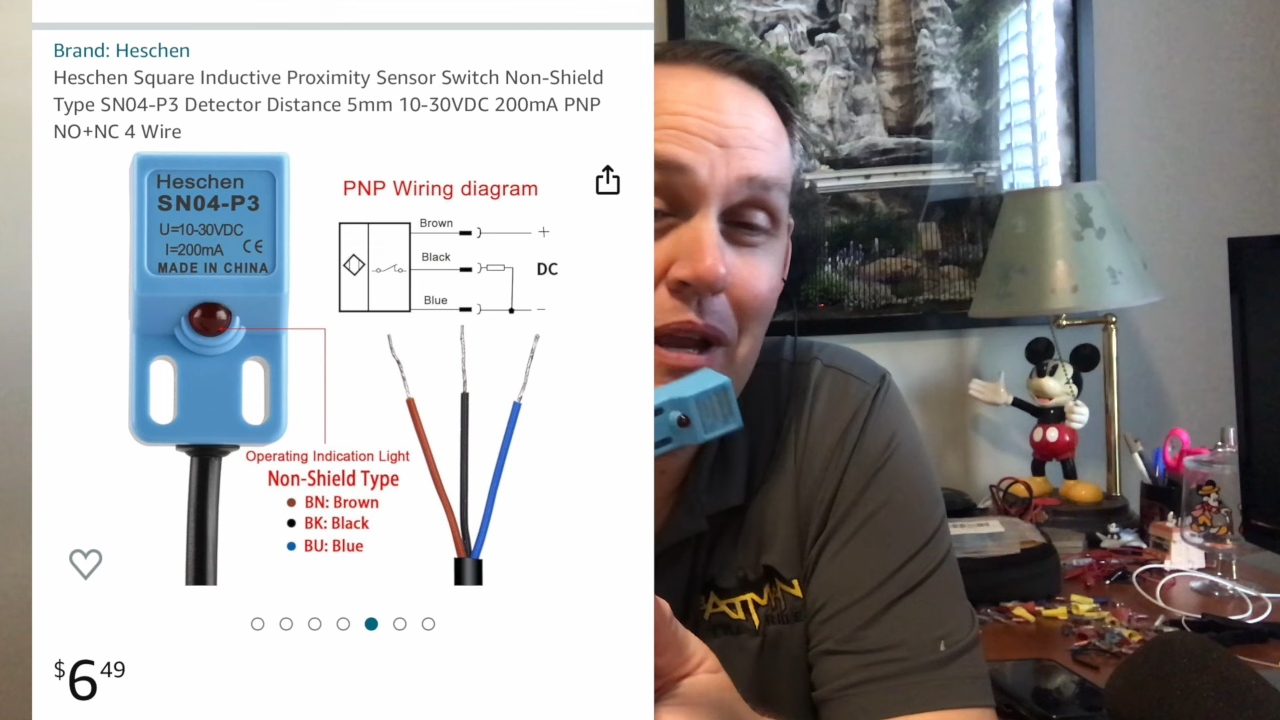 Brand: Heschen
Heschen Square Inductive Proximity Sensor Switch Non-Shield
Type SN04-P3 Detector Distance 5mm 10-30VDC 200mA PNP
NO+NC 4 Wire
Heschen
SN04-P3
U=10-30VDC
I=200mA CE
MADE IN CHINA
PNP Wiring diagram
Brown
+
Black
DC
Blue
−
Operating Indication Light
Non-Shield Type
BN: Brown
BK: Black
BU: Blue
$6 49
BATMAN